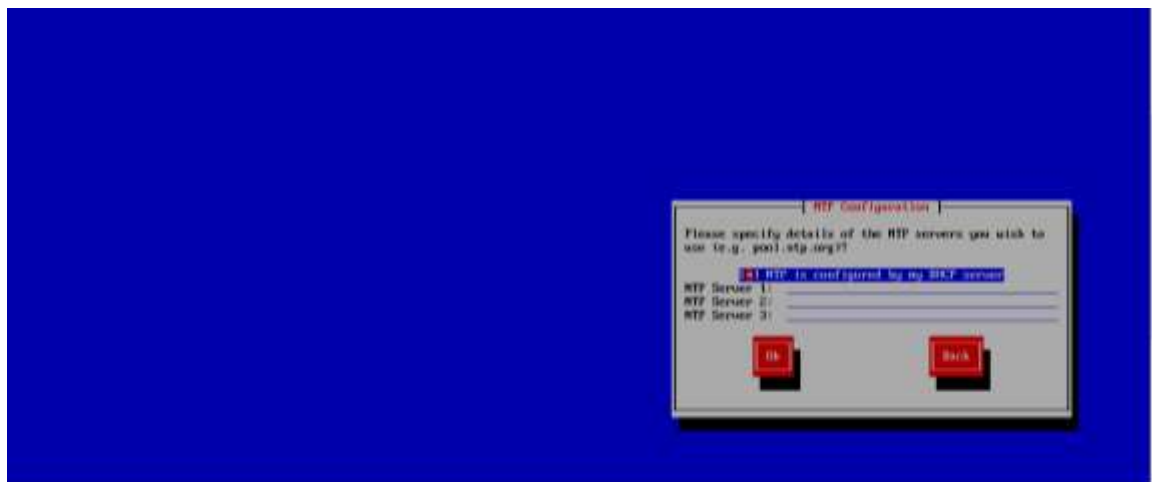 NTP Configuration
Please specify details of the NTP servers you wish to
use (e.g. pool.ntp.org)?
[*] NTP is configured by my DHCP server
NTP Server 1:
NTP Server 2:
NTP Server 3:
Ok Back